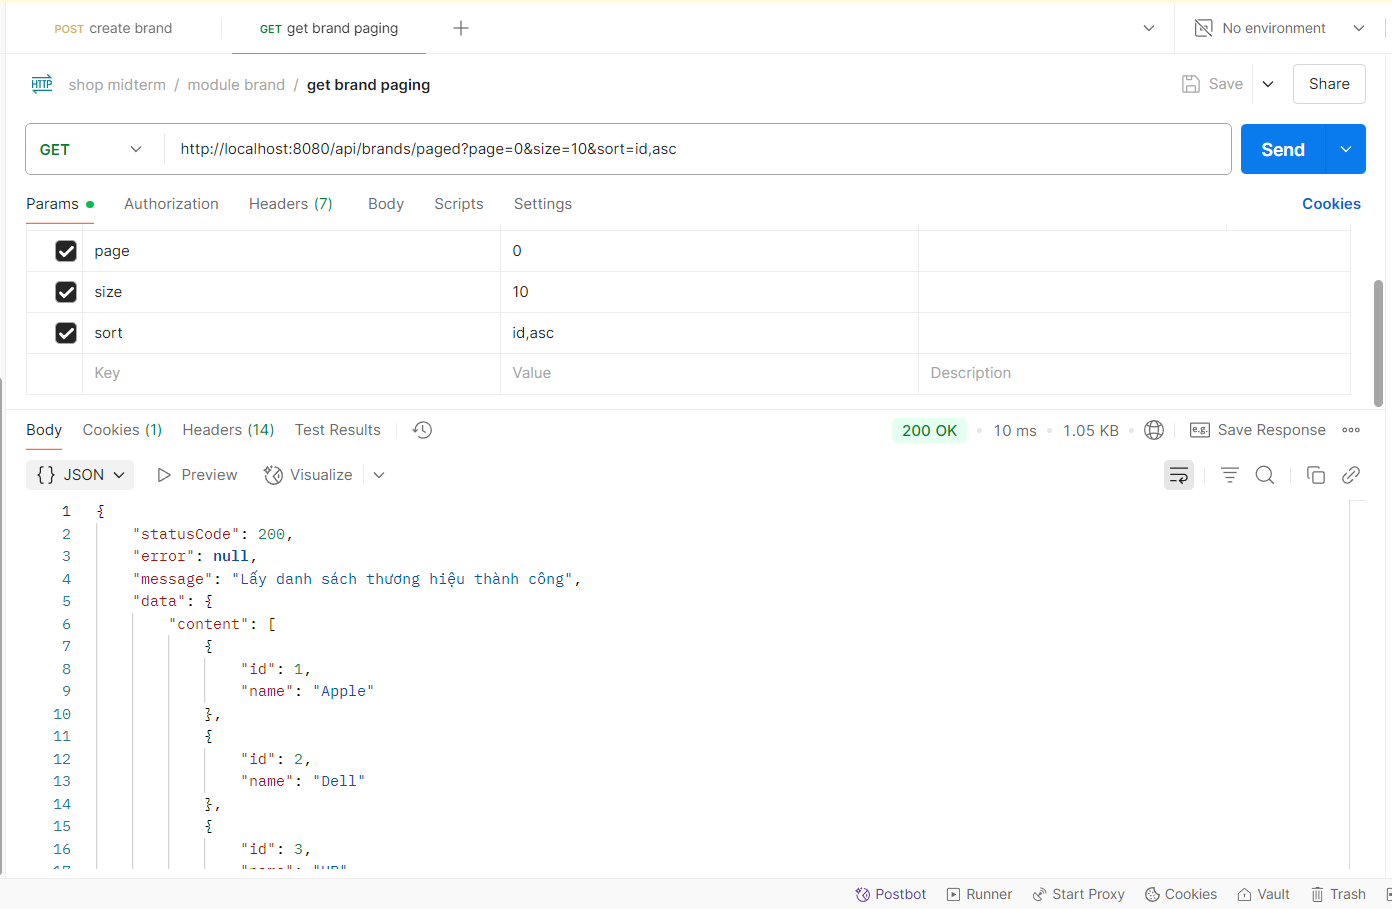 POST create brand
GET get brand paging
No environment
HTTP shop midterm / module brand / get brand paging
Save
Share
GET
http://localhost:8080/api/brands/paged?page=0&size=10&sort=id,asc
Send
Params Authorization Headers (7) Body Scripts Settings Cookies
page 0
size 10
sort id,asc
Key Value Description
Body Cookies (1) Headers (14) Test Results 200 OK 10 ms 1.05 KB e.g. Save Response
{} JSON Preview Visualize
1 {
2 "statusCode": 200,
3 "error": null,
4 "message": "Lấy danh sách thương hiệu thành công",
5 "data": {
6 "content": [
7 {
8 "id": 1,
9 "name": "Apple"
10 },
11 {
12 "id": 2,
13 "name": "Dell"
14 },
15 {
16 "id": 3,
17 "name": "HP"
Postbot Runner Start Proxy Cookies Vault Trash